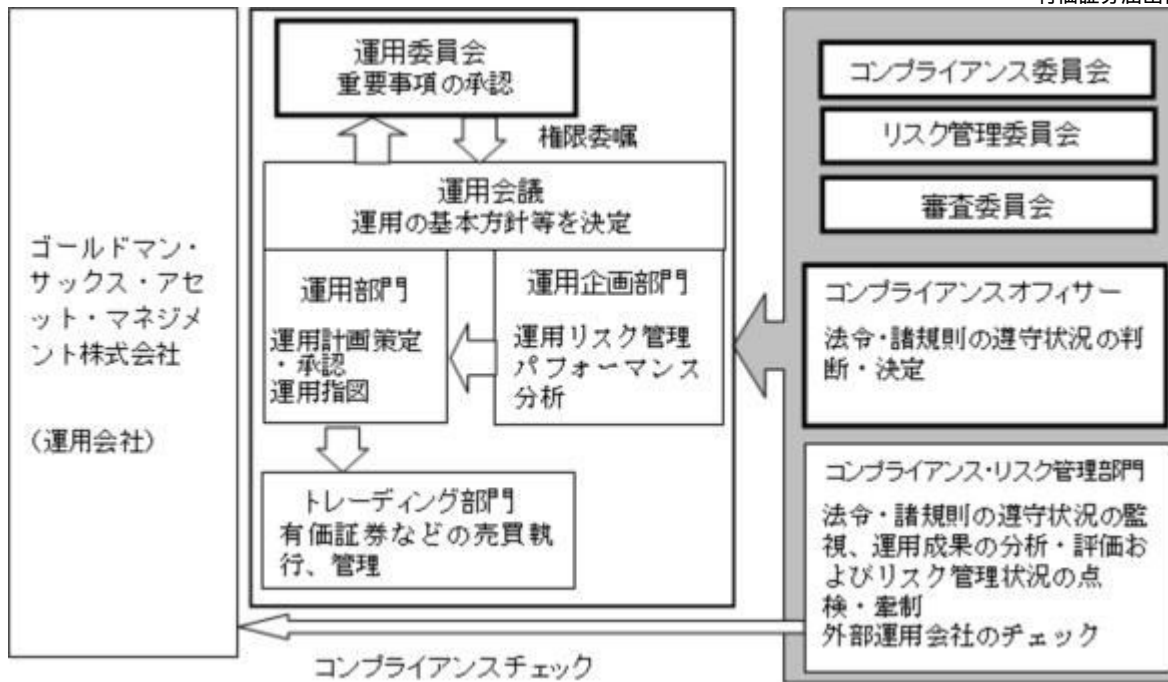 ゴールドマン・
サックス・アセ
ット・マネジメ
ント株式会社
（運用会社）
運用委員会
重要事項の承認
権限委嘱
運用会議
運用の基本方針等を決定
運用部門
運用計画策定
・承認
運用指図
運用企画部門
運用リスク管理
パフォーマンス
分析
トレーディング部門
有価証券などの売買執
行、管理
コンプライアンス委員会
リスク管理委員会
審査委員会
コンプライアンスオフィサー
法令・諸規則の遵守状況の判
断・決定
コンプライアンス・リスク管理部門
法令・諸規則の遵守状況の監
視、運用成果の分析・評価お
よびリスク管理状況の点
検・牽制
外部運用会社のチェック
コンプライアンスチェック